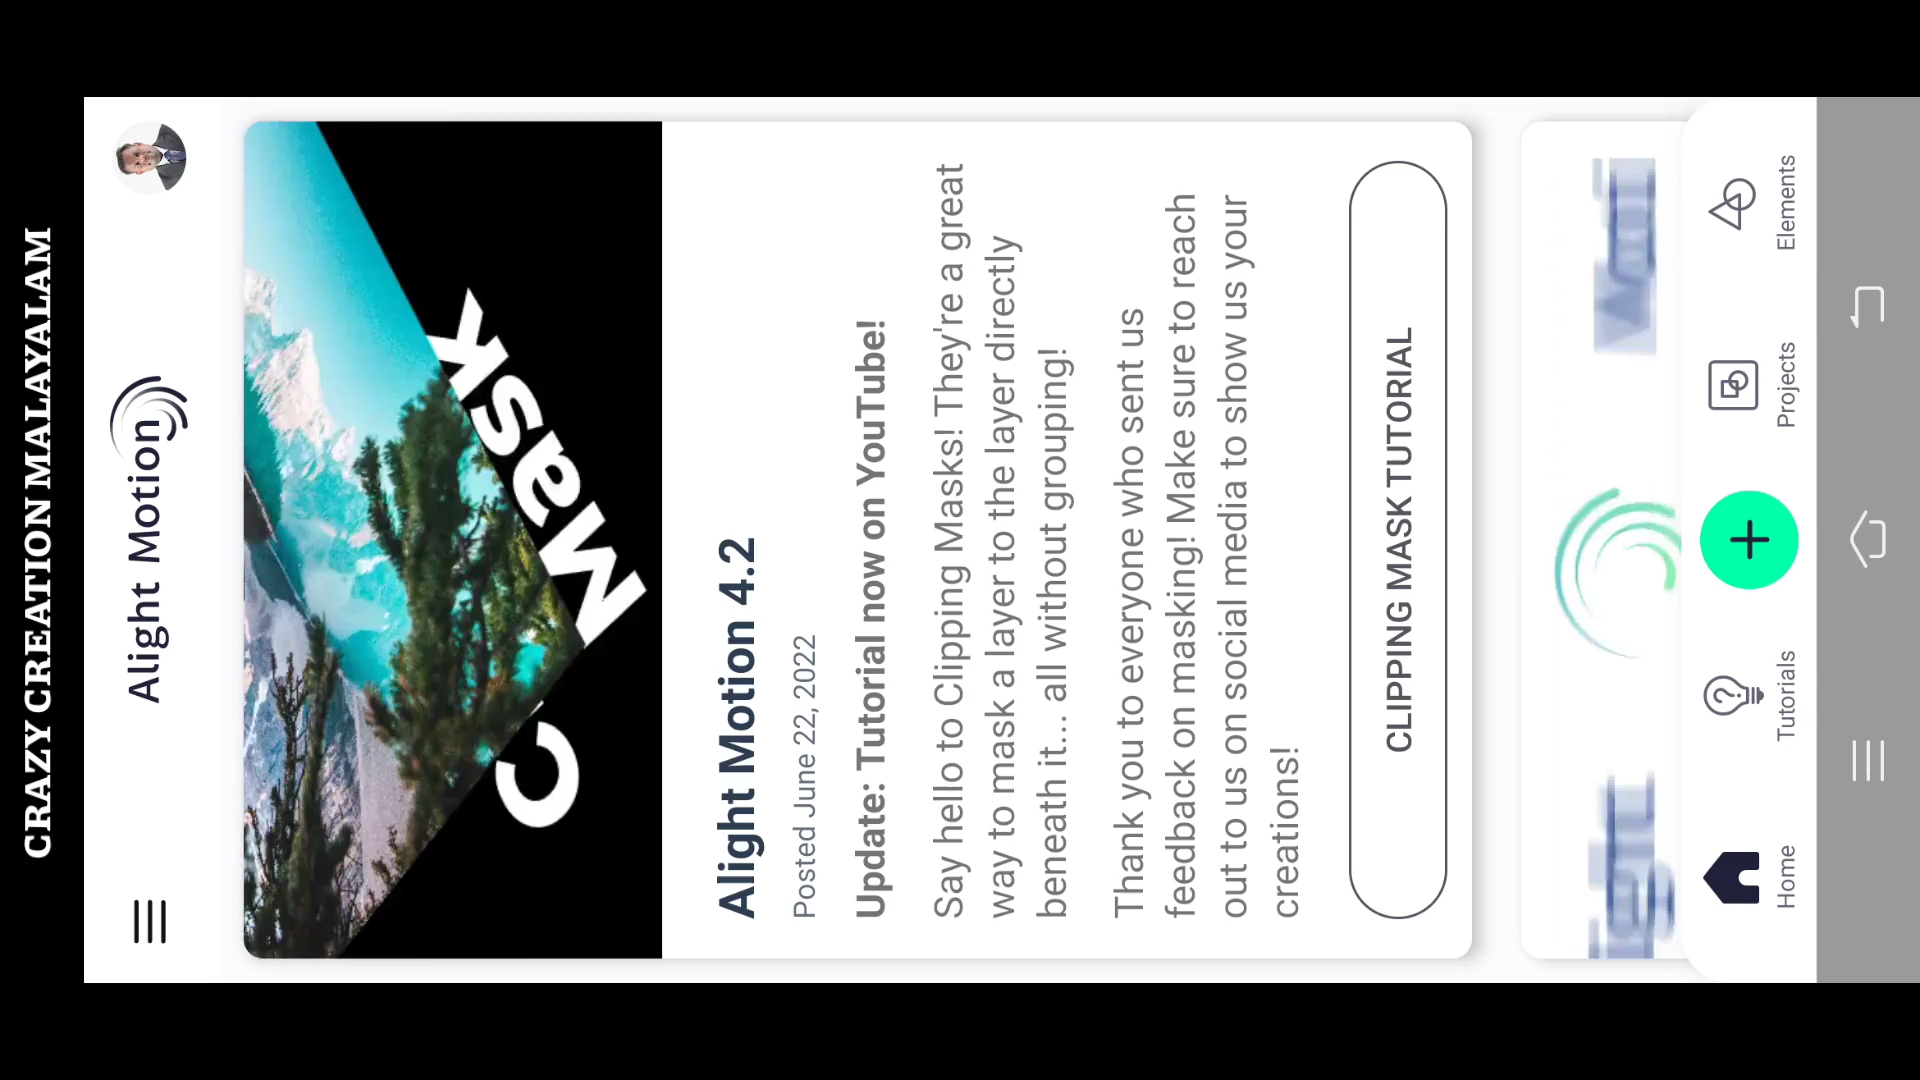 CRAZY CREATION MALAYALAM
Alight Motion
Mask
C
Alight Motion 4.2
Posted June 22, 2022
Update: Tutorial now on YouTube!
Say hello to Clipping Masks! They're a great
way to mask a layer to the layer directly
beneath it... all without grouping!
Thank you to everyone who sent us
feedback on masking! Make sure to reach
out to us on social media to show us your
creations!
CLIPPING MASK TUTORIAL
Home
Tutorials
Projects
Elements